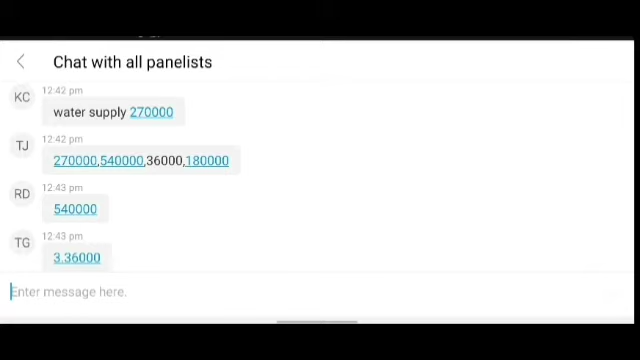 Chat with all panelists
KC
12:42 pm
water supply 270000
TJ
12:42 pm
270000,540000,36000,180000
RD
12:43 pm
540000
TG
12:43 pm
3.36000
Enter message here.